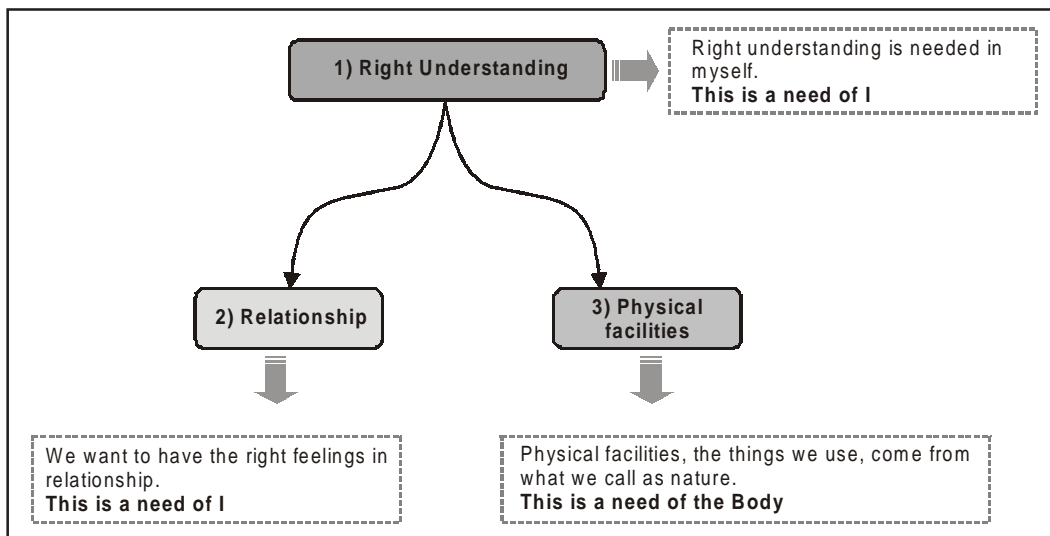 1) Right Understanding
Right understanding is needed in
myself.
This is a need of I
2) Relationship
3) Physical
facilities
We want to have the right feelings in
relationship.
This is a need of I
Physical facilities, the things we use, come from
what we call as nature.
This is a need of the Body